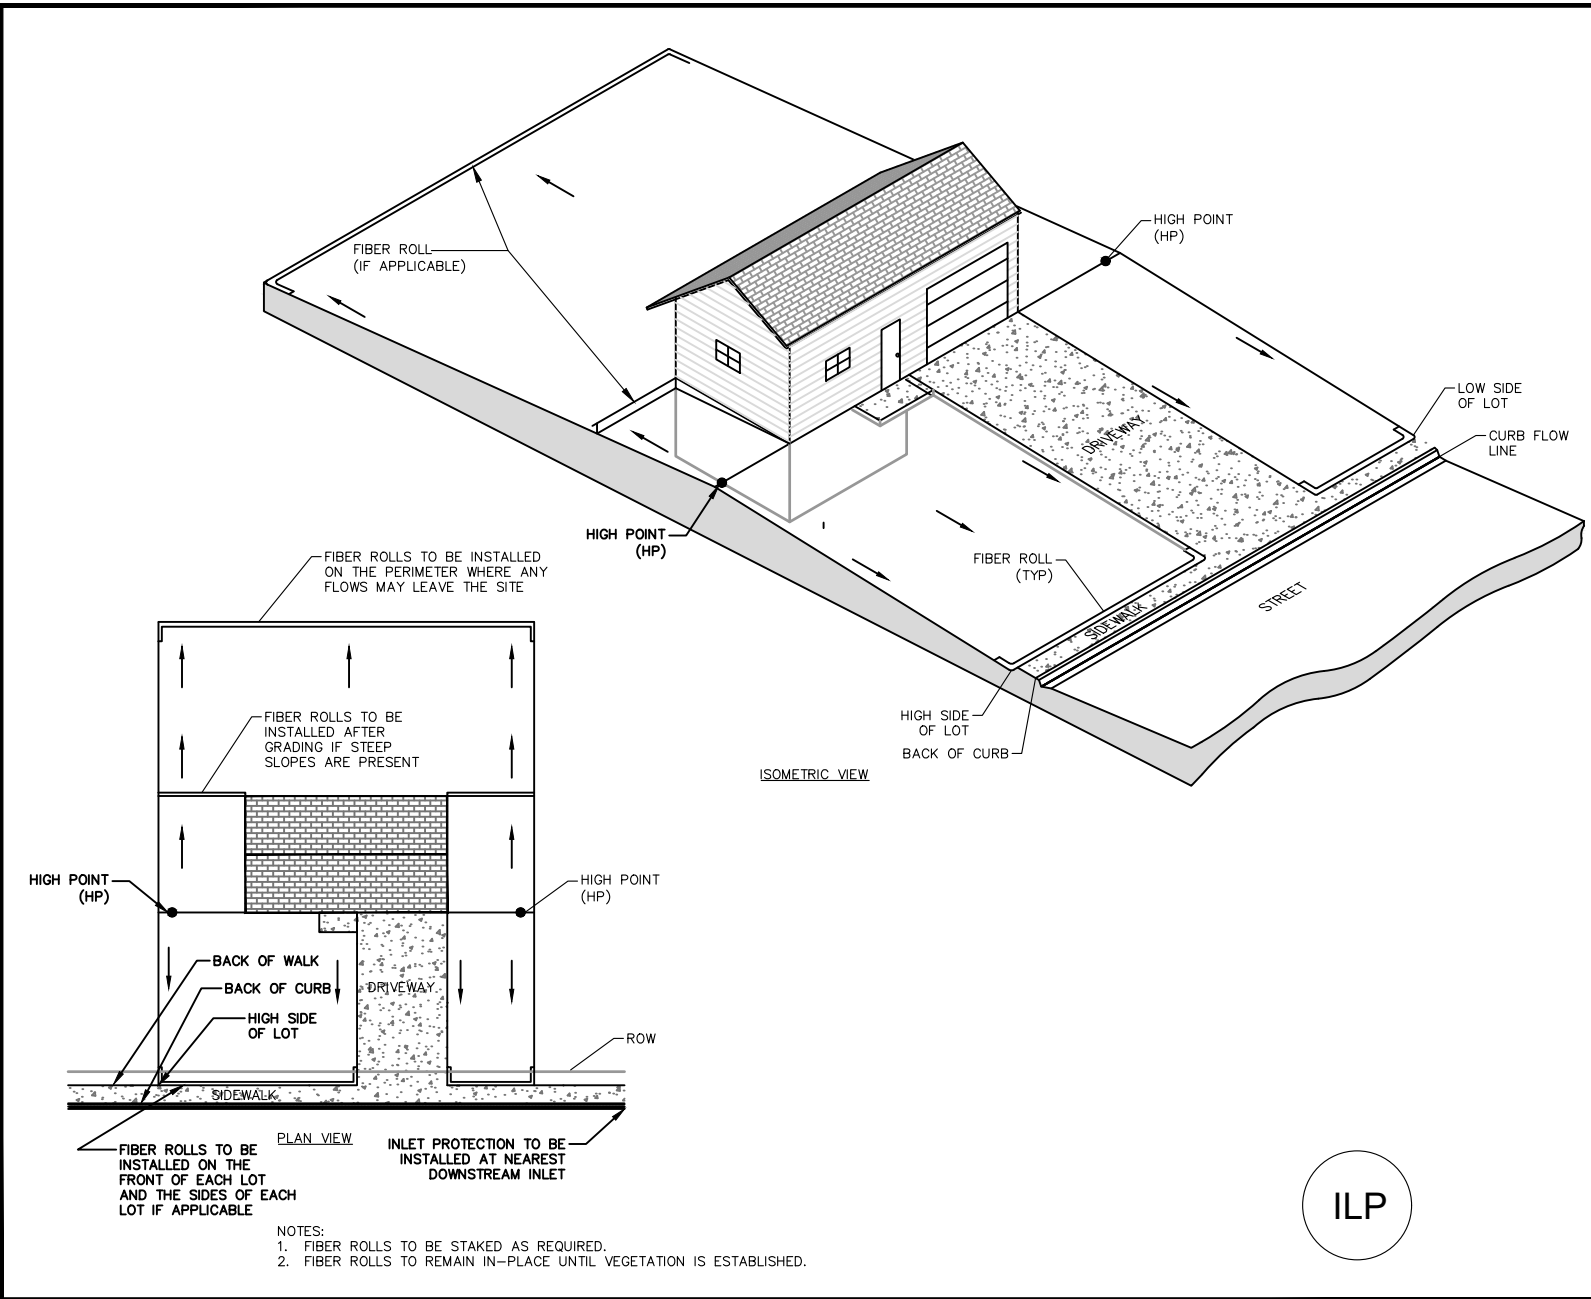 HIGH POINT
(HP)
FIBER ROLL
(IF APPLICABLE)
LOW SIDE
OF LOT
CURB FLOW
LINE
DRIVEWAY
HIGH POINT
(HP)
FIBER ROLL
(TYP)
SIDEWALK
STREET
HIGH SIDE
OF LOT
BACK OF CURB
ISOMETRIC VIEW
FIBER ROLLS TO BE INSTALLED
ON THE PERIMETER WHERE ANY
FLOWS MAY LEAVE THE SITE
FIBER ROLLS TO BE
INSTALLED AFTER
GRADING IF STEEP
SLOPES ARE PRESENT
HIGH POINT
(HP)
HIGH POINT
(HP)
BACK OF WALK
BACK OF CURB
DRIVEWAY
HIGH SIDE
OF LOT
ROW
SIDEWALK
PLAN VIEW
FIBER ROLLS TO BE
INSTALLED ON THE
FRONT OF EACH LOT
AND THE SIDES OF EACH
LOT IF APPLICABLE
INLET PROTECTION TO BE
INSTALLED AT NEAREST
DOWNSTREAM INLET
NOTES:
1. FIBER ROLLS TO BE STAKED AS REQUIRED.
2. FIBER ROLLS TO REMAIN IN-PLACE UNTIL VEGETATION IS ESTABLISHED.
ILP